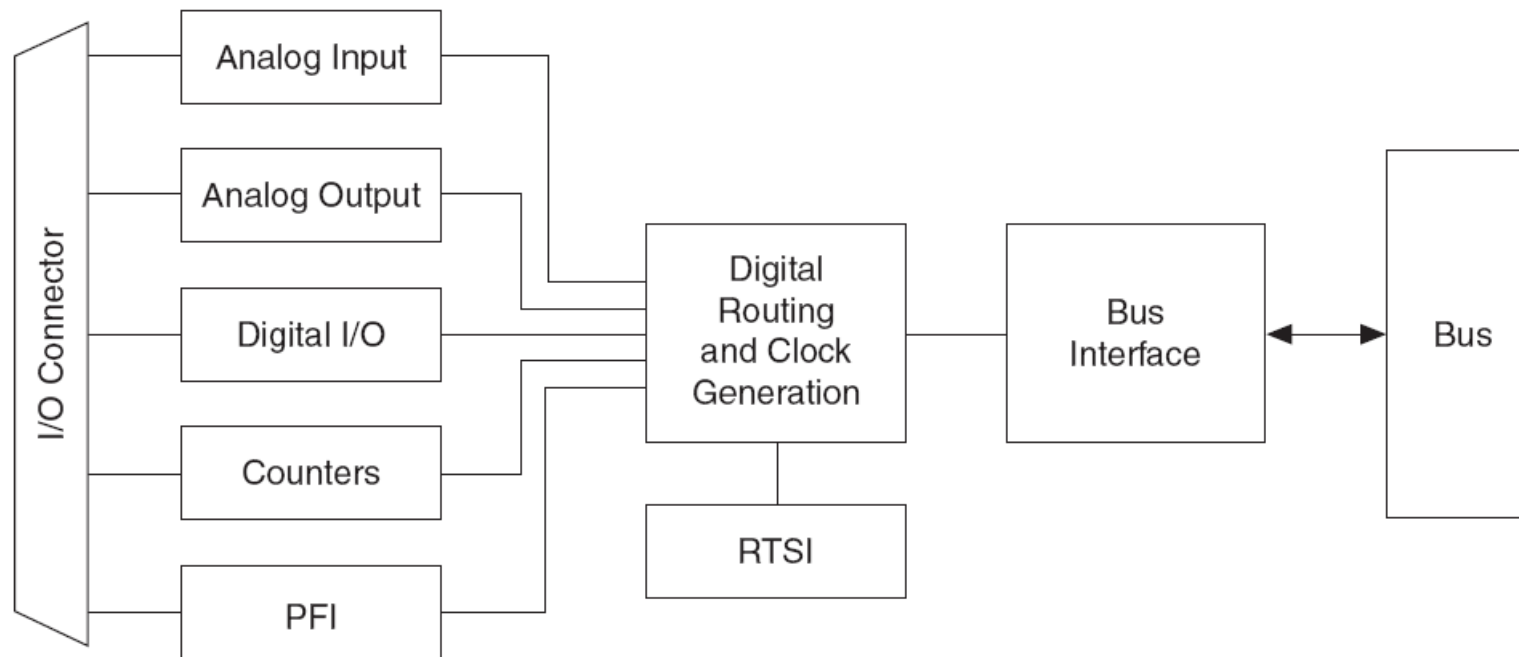 I/O Connector
Analog Input
Analog Output
Digital I/O
Counters
PFI
Digital
Routing
and Clock
Generation
RTSI
Bus
Interface
Bus